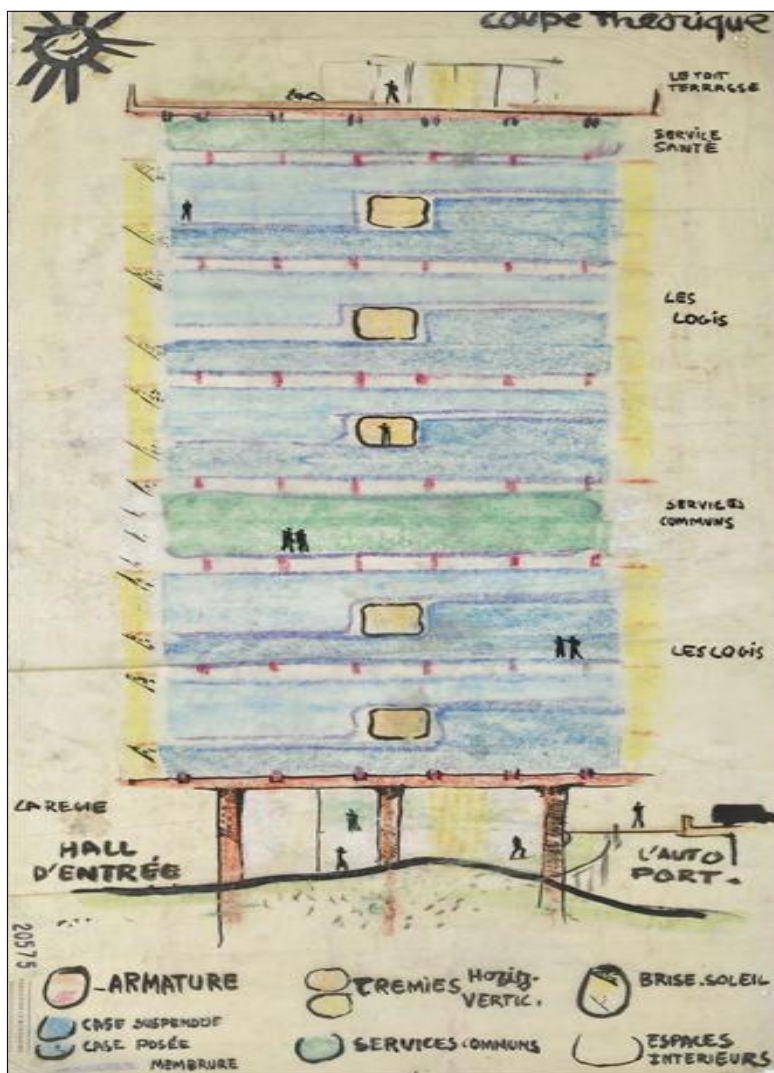 coupe théorique
LE TOIT
TERRASSE
SERVICE
SANTÉ
LES
LOGIS
SERVICES
COMMUNS
LES LOGIS
LA REGIE
HALL
D'ENTRÉE
L'AUTO
PORT.
20575
ARMATURE
CASE SUSPENDUE
CASE POSÉE
MEMBRURE
TREMIES HORIZ.
VERTIC.
SERVICES COMMUNS
BRISE-SOLEIL
ESPACES
INTERIEURS